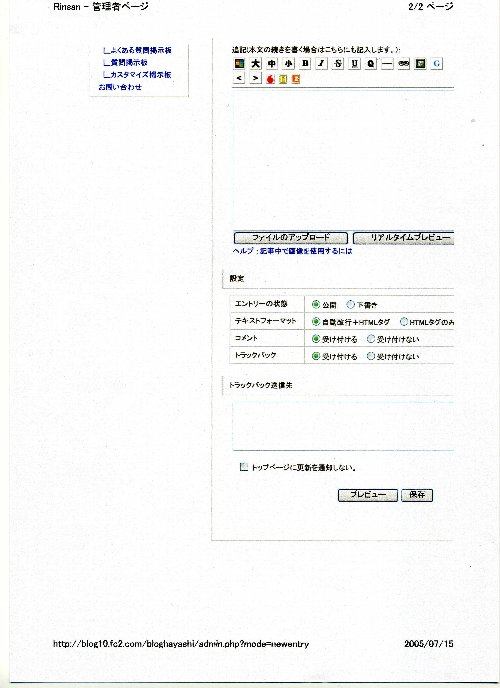 Rinsan - 管理者ページ 2/2 ページ
よくある質問掲示板
質問掲示板
カスタマイズ掲示板
お問い合わせ
追記(本文の続きを書く場合はこちらにも記入します。):
大 中 小 B I S U Q
G
< >
ファイルのアップロード リアルタイムプレビュー
ヘルプ：記事中で画像を使用するには
設定
エントリーの状態 公開 下書き
テキストフォーマット 自動改行＋HTMLタグ HTMLタグのみ
コメント 受け付ける 受け付けない
トラックバック 受け付ける 受け付けない
トラックバック送信先
トップページに更新を通知しない。
プレビュー 保存
http://blog10.fc2.com/bloghayashi/admin.php?mode=newentry 2005/07/15